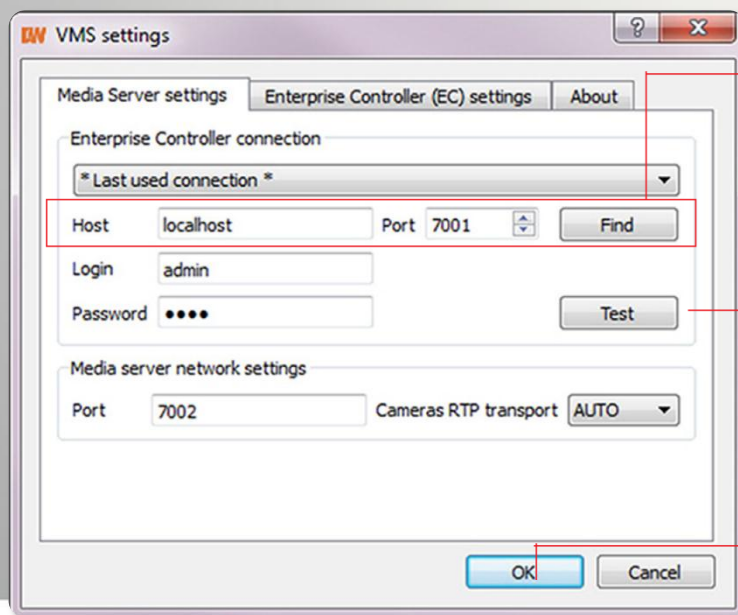 DW VMS settings
Media Server settings Enterprise Controller (EC) settings About
Enterprise Controller connection
* Last used connection *
Host localhost Port 7001 Find
Login admin
Password •••• Test
Media server network settings
Port 7002 Cameras RTP transport AUTO
OK Cancel